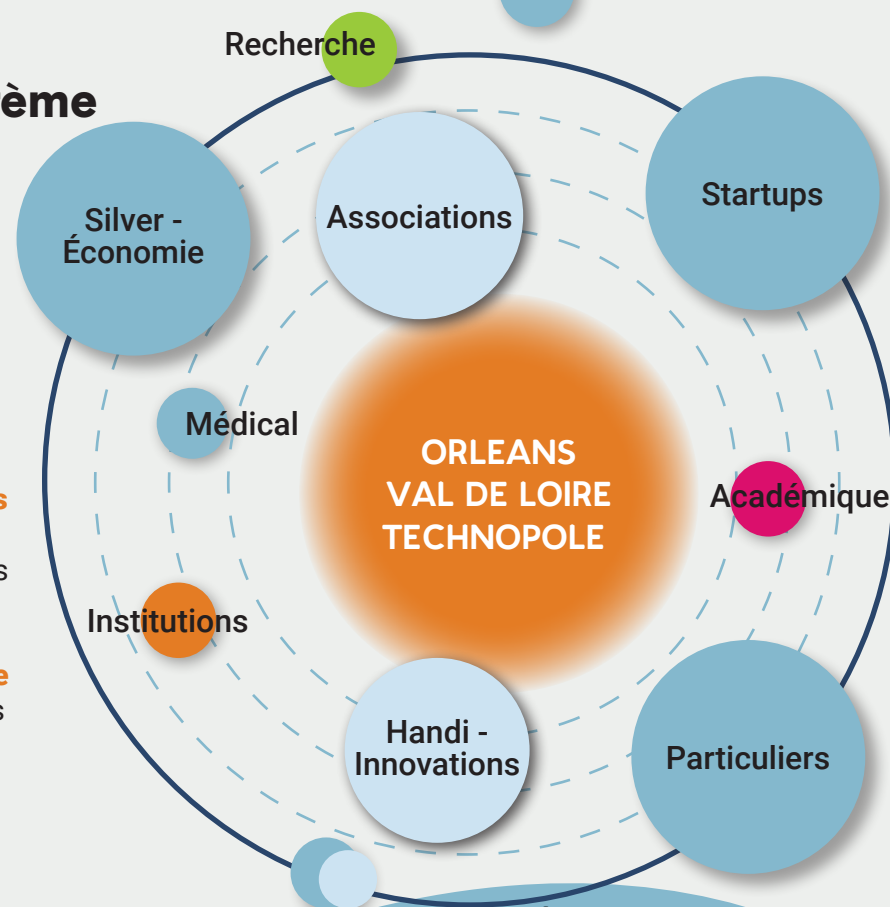 Recherche
ème
Silver -
Économie
Associations
Startups
Médical
ORLEANS
VAL DE LOIRE
TECHNOPOLE
Académique
s
s
Institutions
e
s
Handi -
Innovations
Particuliers